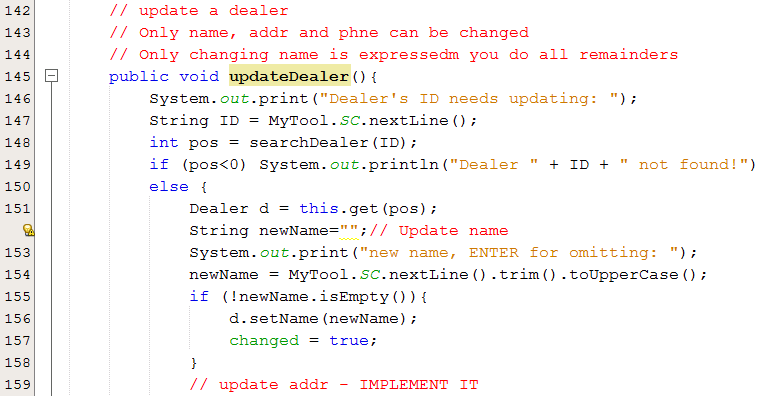 142 // update a dealer
143 // Only name, addr and phne can be changed
144 // Only changing name is expressedm you do all remainders
145 public void updateDealer(){
146 System.out.print("Dealer's ID needs updating: ");
147 String ID = MyTool.SC.nextLine();
148 int pos = searchDealer(ID);
149 if (pos<0) System.out.println("Dealer " + ID + " not found!")
150 else {
151 Dealer d = this.get(pos);
String newName="";// Update name
153 System.out.print("new name, ENTER for omitting: ");
154 newName = MyTool.SC.nextLine().trim().toUpperCase();
155 if (!newName.isEmpty()){
156 d.setName(newName);
157 changed = true;
158 }
159 // update addr - IMPLEMENT IT